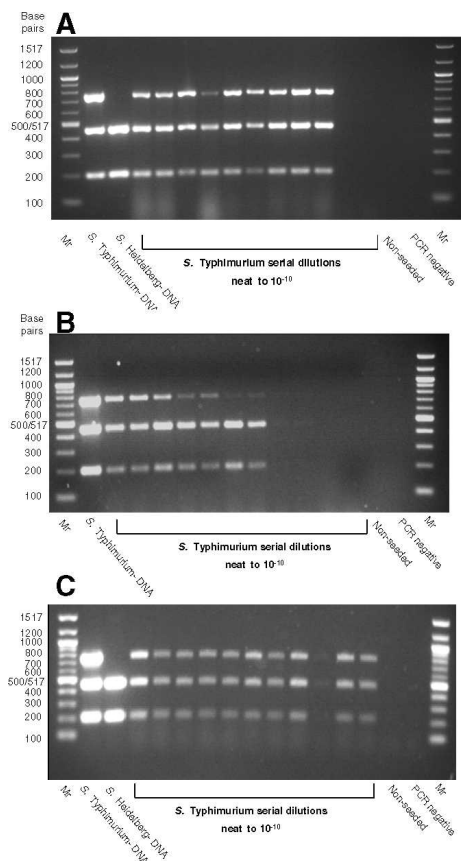 A
Base
pairs
1517
1200
1000
800
700
600
500/517
400
300
200
100
Mr
S. Typhimurium- DNA
S. Heidelberg- DNA
S. Typhimurium serial dilutions
neat to 10⁻¹⁰
Non-seeded
PCR negative
Mr
B
Base
pairs
1517
1200
1000
800
700
600
500/517
400
300
200
100
Mr
S. Typhimurium- DNA
S. Typhimurium serial dilutions
neat to 10⁻¹⁰
Non-seeded
PCR negative
Mr
C
1517
1200
1000
800
700
600
500/517
400
300
200
100
Mr
S. Typhimurium- DNA
S. Heidelberg- DNA
S. Typhimurium serial dilutions
neat to 10⁻¹⁰
Non-seeded
PCR negative
Mr